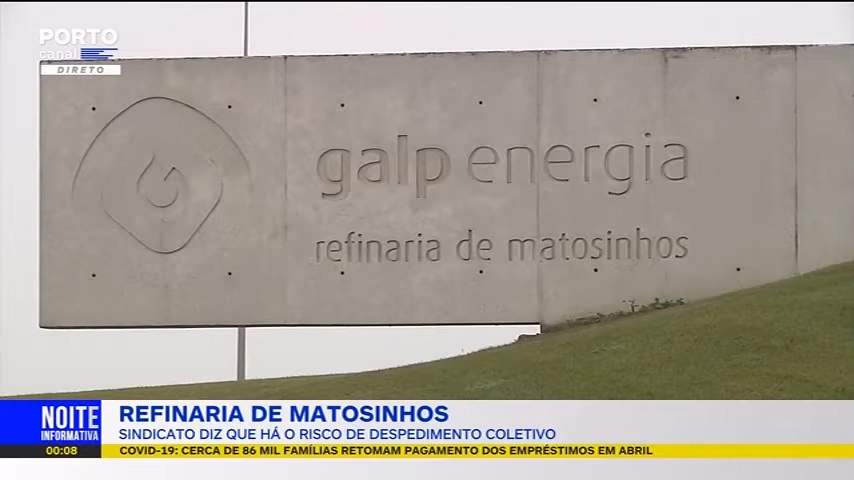 PORTO
canal
DIRETO
galp energia
refinaria de matosinhos
NOITE
INFORMATIVA
00:08
REFINARIA DE MATOSINHOS
SINDICATO DIZ QUE HÁ O RISCO DE DESPEDIMENTO COLETIVO
COVID-19: CERCA DE 86 MIL FAMÍLIAS RETOMAM PAGAMENTO DOS EMPRÉSTIMOS EM ABRIL